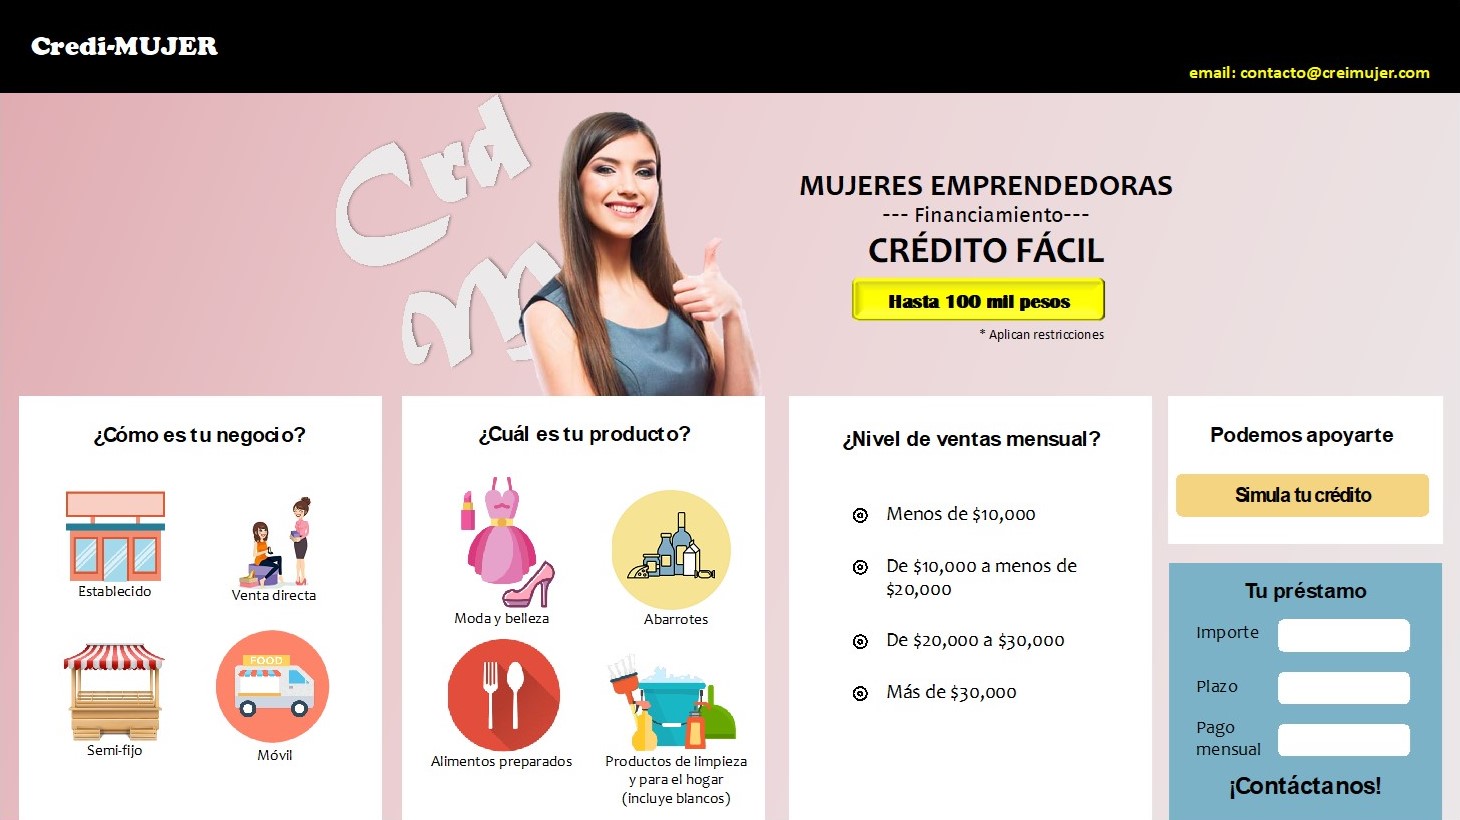 Credi-MUJER
email: contacto@creimujer.com
Crd
M
MUJERES EMPRENDEDORAS
--- Financiamiento---
CRÉDITO FÁCIL
Hasta 100 mil pesos
* Aplican restricciones
¿Cómo es tu negocio?
Establecido
Venta directa
Semi-fijo
FOOD
Móvil
¿Cuál es tu producto?
Moda y belleza
Abarrotes
Alimentos preparados
Productos de limpieza
y para el hogar
(incluye blancos)
¿Nivel de ventas mensual?
Menos de $10,000
De $10,000 a menos de
$20,000
De $20,000 a $30,000
Más de $30,000
Podemos apoyarte
Simula tu crédito
Tu préstamo
Importe
Plazo
Pago
mensual
¡Contáctanos!